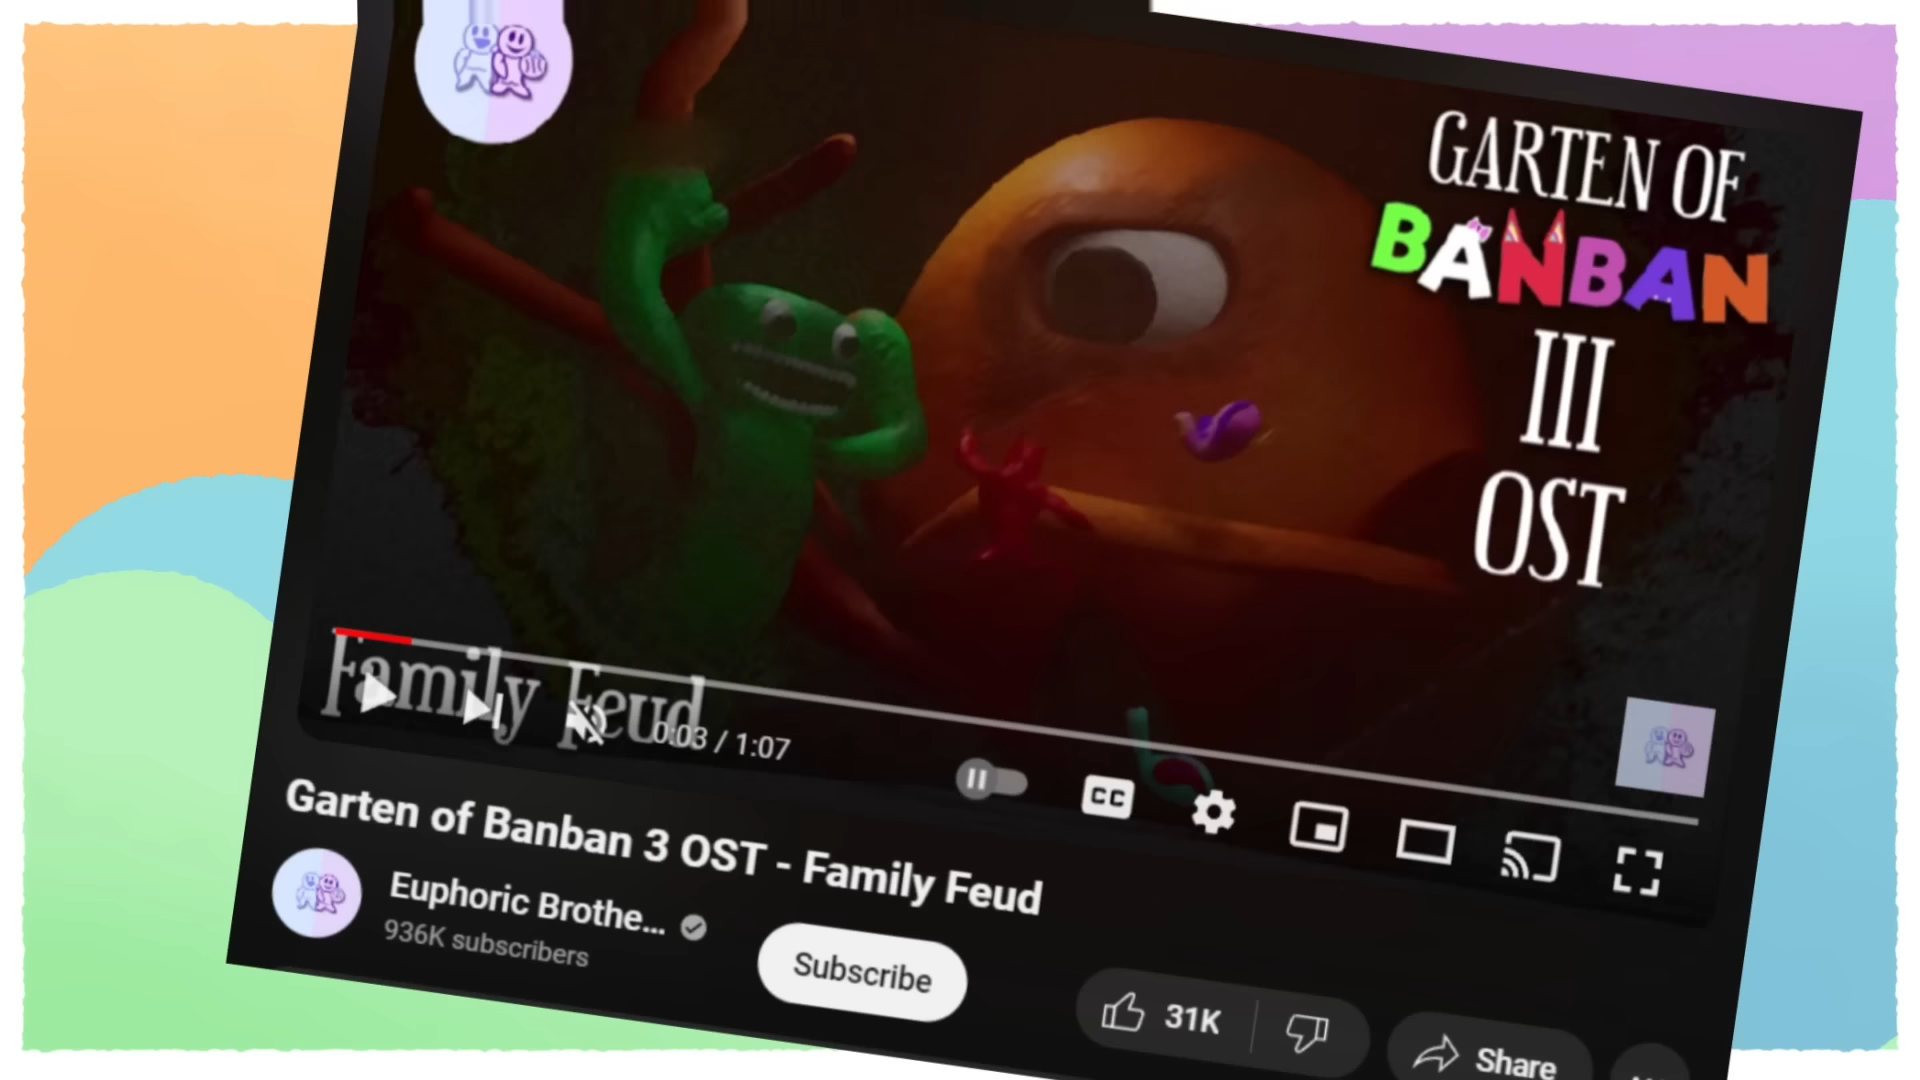 GARTEN OF
BANBAN
III
OST
Family Feud
0:03 / 1:07
CC
Garten of Banban 3 OST - Family Feud
Euphoric Brothe...
936K subscribers
Subscribe
31K
Share